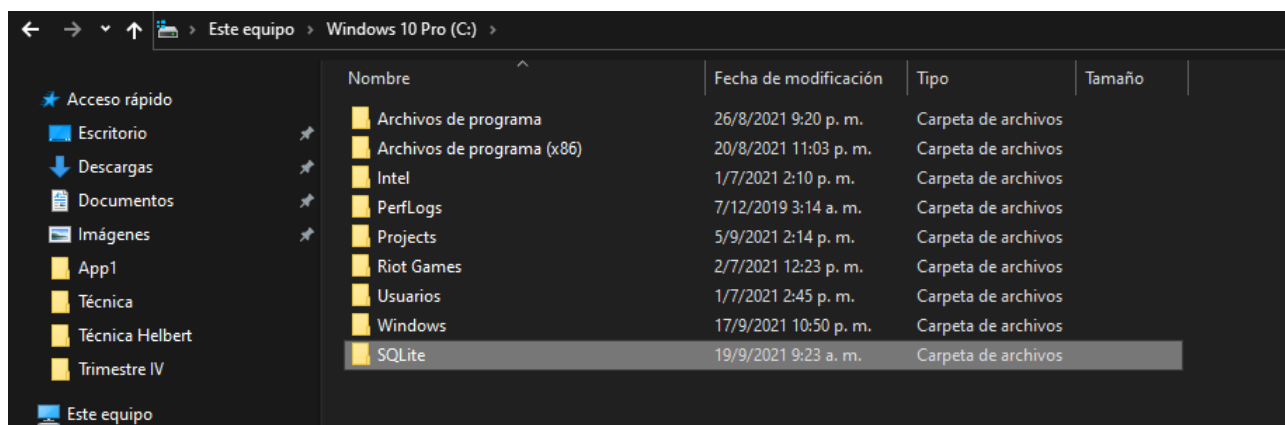 Este equipo > Windows 10 Pro (C:) >
Nombre Fecha de modificación Tipo Tamaño
Acceso rápido
Escritorio
Descargas
Documentos
Imágenes
App1
Técnica
Técnica Helbert
Trimestre IV
Este equipo
Archivos de programa 26/8/2021 9:20 p. m. Carpeta de archivos
Archivos de programa (x86) 20/8/2021 11:03 p. m. Carpeta de archivos
Intel 1/7/2021 2:10 p. m. Carpeta de archivos
PerfLogs 7/12/2019 3:14 a. m. Carpeta de archivos
Projects 5/9/2021 2:14 p. m. Carpeta de archivos
Riot Games 2/7/2021 12:23 p. m. Carpeta de archivos
Usuarios 1/7/2021 2:45 p. m. Carpeta de archivos
Windows 17/9/2021 10:50 p. m. Carpeta de archivos
SQLite 19/9/2021 9:23 a. m. Carpeta de archivos